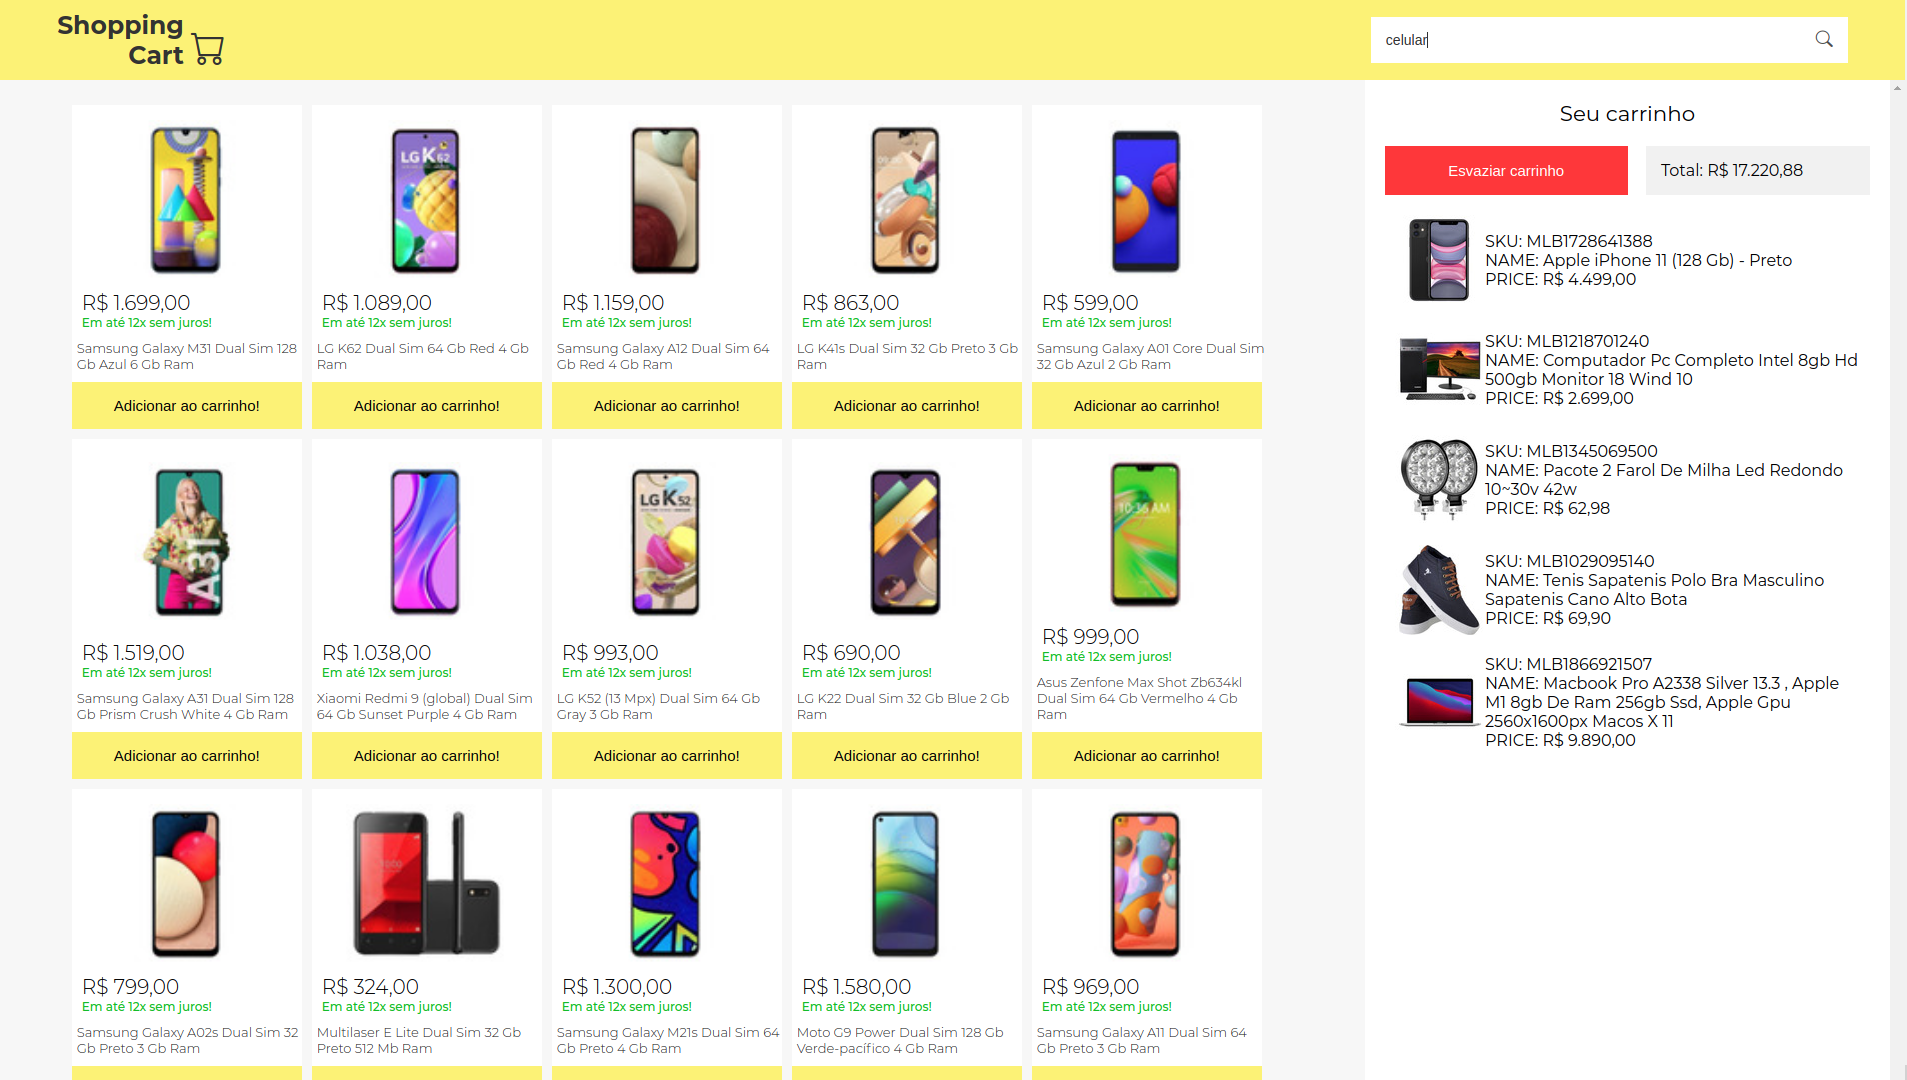 Shopping
Cart
celular
LG K62
R$ 1.699,00
Em até 12x sem juros!
Samsung Galaxy M31 Dual Sim 128
Gb Azul 6 Gb Ram
Adicionar ao carrinho!
R$ 1.089,00
Em até 12x sem juros!
LG K62 Dual Sim 64 Gb Red 4 Gb
Ram
Adicionar ao carrinho!
R$ 1.159,00
Em até 12x sem juros!
Samsung Galaxy A12 Dual Sim 64
Gb Red 4 Gb Ram
Adicionar ao carrinho!
R$ 863,00
Em até 12x sem juros!
LG K41s Dual Sim 32 Gb Preto 3 Gb
Ram
Adicionar ao carrinho!
R$ 599,00
Em até 12x sem juros!
Samsung Galaxy A01 Core Dual Sim
32 Gb Azul 2 Gb Ram
Adicionar ao carrinho!
A31
R$ 1.519,00
Em até 12x sem juros!
Samsung Galaxy A31 Dual Sim 128
Gb Prism Crush White 4 Gb Ram
Adicionar ao carrinho!
R$ 1.038,00
Em até 12x sem juros!
Xiaomi Redmi 9 (global) Dual Sim
64 Gb Sunset Purple 4 Gb Ram
Adicionar ao carrinho!
LG K52
R$ 993,00
Em até 12x sem juros!
LG K52 (13 Mpx) Dual Sim 64 Gb
Gray 3 Gb Ram
Adicionar ao carrinho!
R$ 690,00
Em até 12x sem juros!
LG K22 Dual Sim 32 Gb Blue 2 Gb
Ram
Adicionar ao carrinho!
10:36 AM
R$ 999,00
Em até 12x sem juros!
Asus Zenfone Max Shot Zb634kl
Dual Sim 64 Gb Vermelho 4 Gb
Ram
Adicionar ao carrinho!
R$ 799,00
Em até 12x sem juros!
Samsung Galaxy A02s Dual Sim 32
Gb Preto 3 Gb Ram
R$ 324,00
Em até 12x sem juros!
Multilaser E Lite Dual Sim 32 Gb
Preto 512 Mb Ram
R$ 1.300,00
Em até 12x sem juros!
Samsung Galaxy M21s Dual Sim 64
Gb Preto 4 Gb Ram
R$ 1.580,00
Em até 12x sem juros!
Moto G9 Power Dual Sim 128 Gb
Verde-pacífico 4 Gb Ram
R$ 969,00
Em até 12x sem juros!
Samsung Galaxy A11 Dual Sim 64
Gb Preto 3 Gb Ram
Seu carrinho
Esvaziar carrinho
Total: R$ 17.220,88
SKU: MLB1728641388
NAME: Apple iPhone 11 (128 Gb) - Preto
PRICE: R$ 4.499,00
SKU: MLB1218701240
NAME: Computador Pc Completo Intel 8gb Hd
500gb Monitor 18 Wind 10
PRICE: R$ 2.699,00
SKU: MLB1345069500
NAME: Pacote 2 Farol De Milha Led Redondo
10~30v 42w
PRICE: R$ 62,98
SKU: MLB1029095140
NAME: Tenis Sapatenis Polo Bra Masculino
Sapatenis Cano Alto Bota
PRICE: R$ 69,90
SKU: MLB1866921507
NAME: Macbook Pro A2338 Silver 13.3 , Apple
M1 8gb De Ram 256gb Ssd, Apple Gpu
2560x1600px Macos X 11
PRICE: R$ 9.890,00